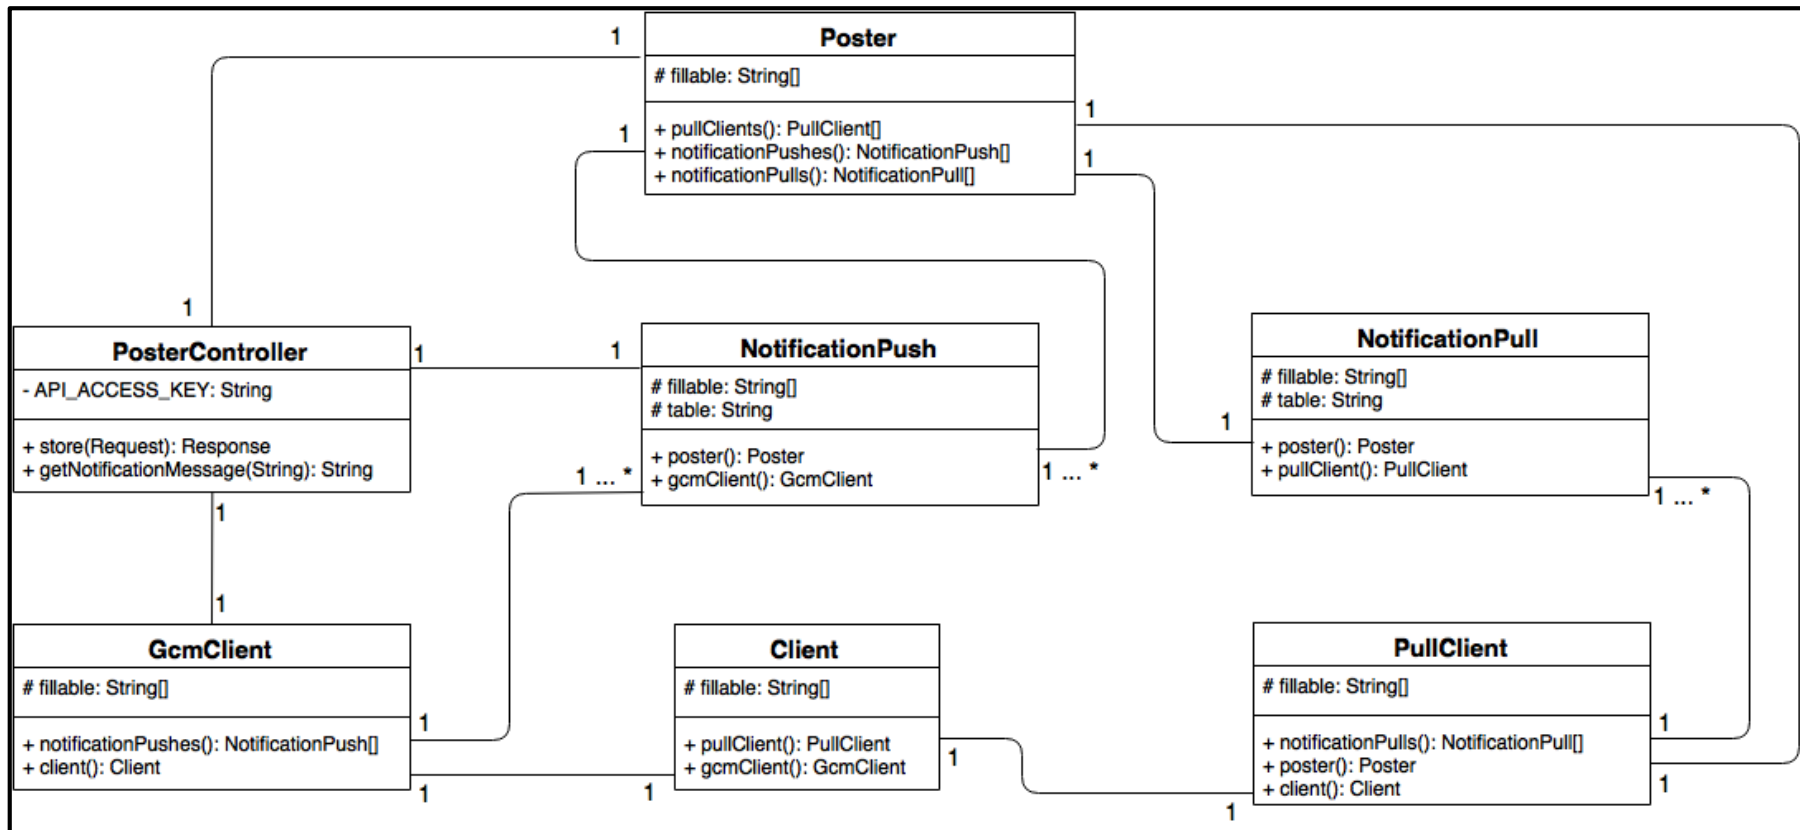 1
Poster
# fillable: String[]
+ pullClients(): PullClient[]
+ notificationPushes(): NotificationPush[]
+ notificationPulls(): NotificationPull[]
1
1
1
1
PosterController
- API_ACCESS_KEY: String
+ store(Request): Response
+ getNotificationMessage(String): String
1
1
1
NotificationPush
# fillable: String[]
# table: String
+ poster(): Poster
+ gcmClient(): GcmClient
1 ... *
1 ... *
NotificationPull
# fillable: String[]
# table: String
+ poster(): Poster
+ pullClient(): PullClient
1
1 ... *
1
GcmClient
# fillable: String[]
+ notificationPushes(): NotificationPush[]
+ client(): Client
1
1
Client
# fillable: String[]
+ pullClient(): PullClient
+ gcmClient(): GcmClient
1
1
PullClient
# fillable: String[]
+ notificationPulls(): NotificationPull[]
+ poster(): Poster
+ client(): Client
1
1
1